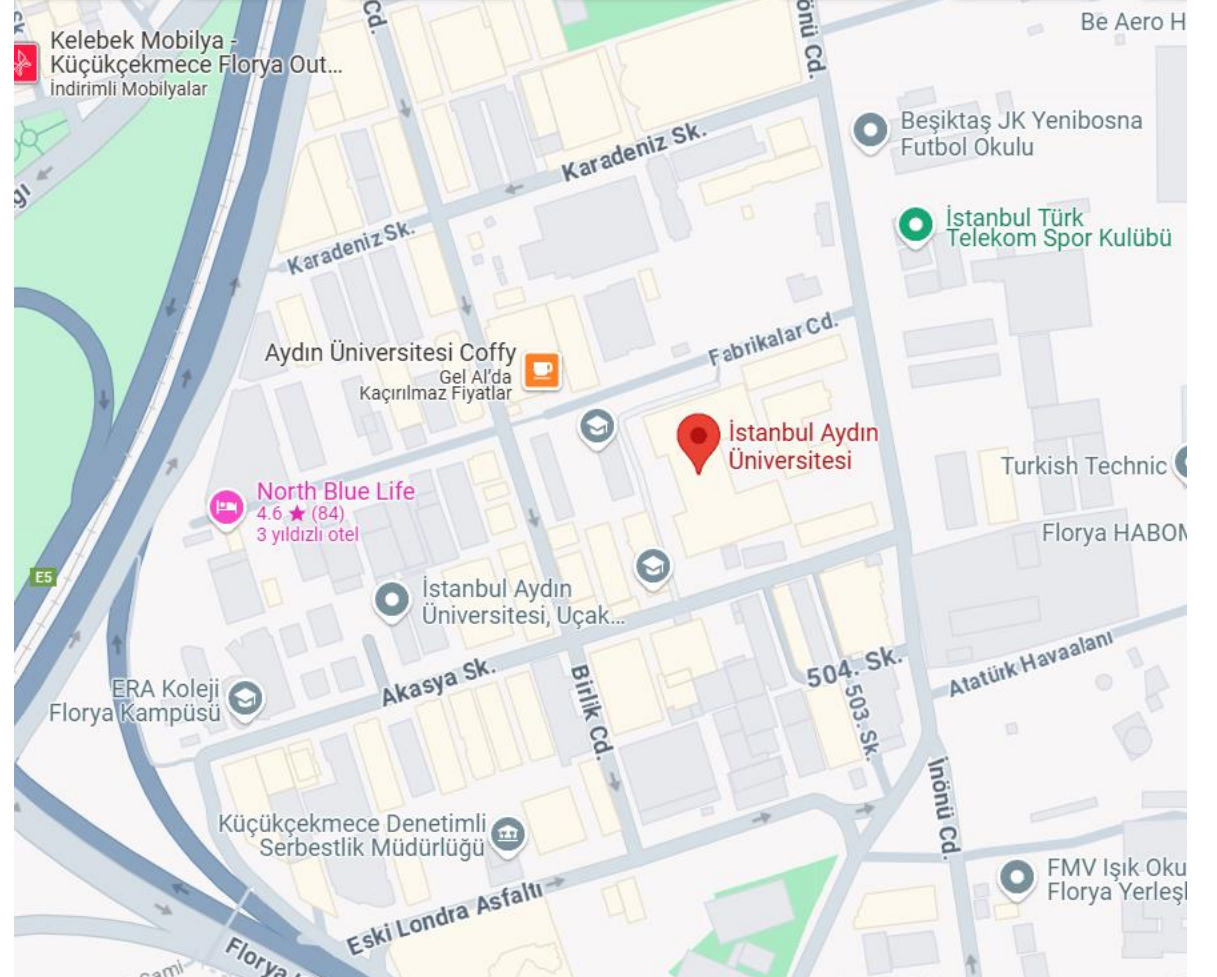 Kelebek Mobilya -
Küçükçekmece Florya Out...
İndirimli Mobilyalar
Cd.
İnönü Cd.
Be Aero H
Beşiktaş JK Yenibosna
Futbol Okulu
Karadeniz Sk.
İstanbul Türk
Telekom Spor Kulübü
Karadeniz Sk.
Fabrikalar Cd.
Aydın Üniversitesi Coffy
Gel Al'da
Kaçırılmaz Fiyatlar
İstanbul Aydın
Üniversitesi
Turkish Technic
North Blue Life
4.6 ★ (84)
3 yıldızlı otel
Florya HABOM
E5
İstanbul Aydın
Üniversitesi, Uçak...
504. Sk.
Atatürk Havaalanı
Akasya Sk.
ERA Koleji
Florya Kampüsü
Birlik Cd.
503. Sk.
İnönü Cd.
Küçükçekmece Denetimli
Serbestlik Müdürlüğü
FMV Işık Oku
Florya Yerleşk
Eski Londra Asfaltı
Florya